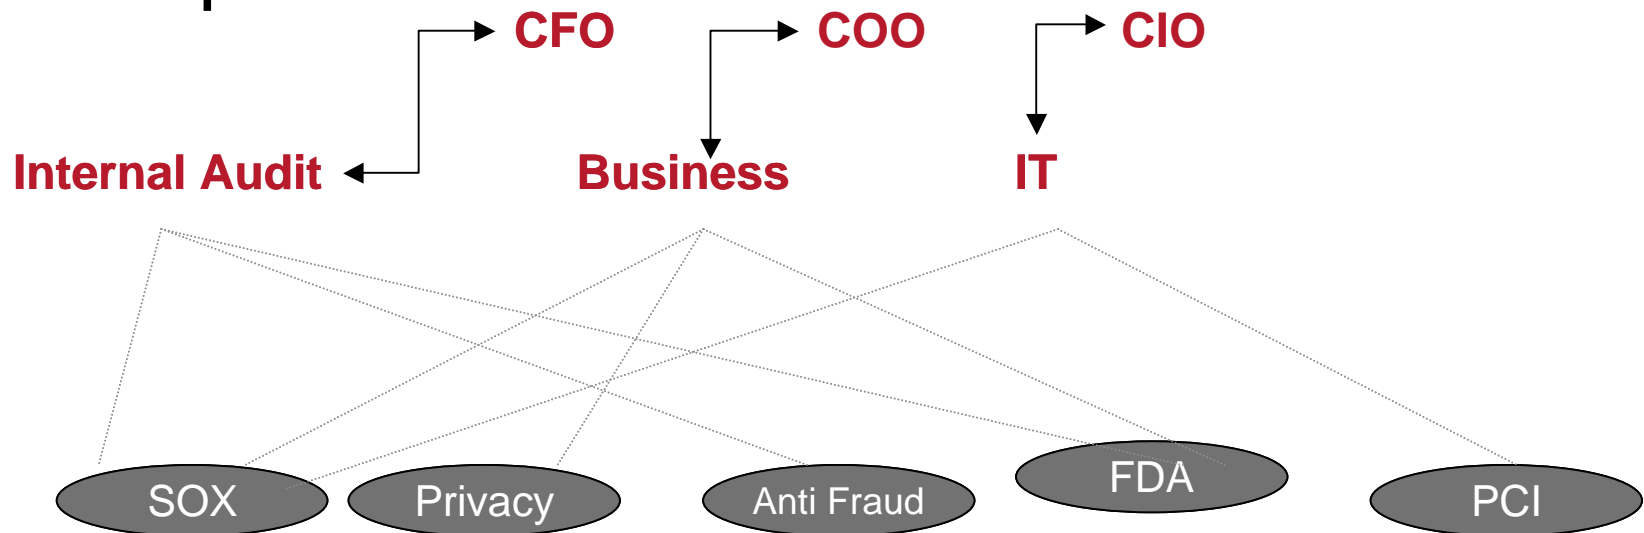 CFO
COO
CIO
Internal Audit
Business
IT
SOX
Privacy
Anti Fraud
FDA
PCI